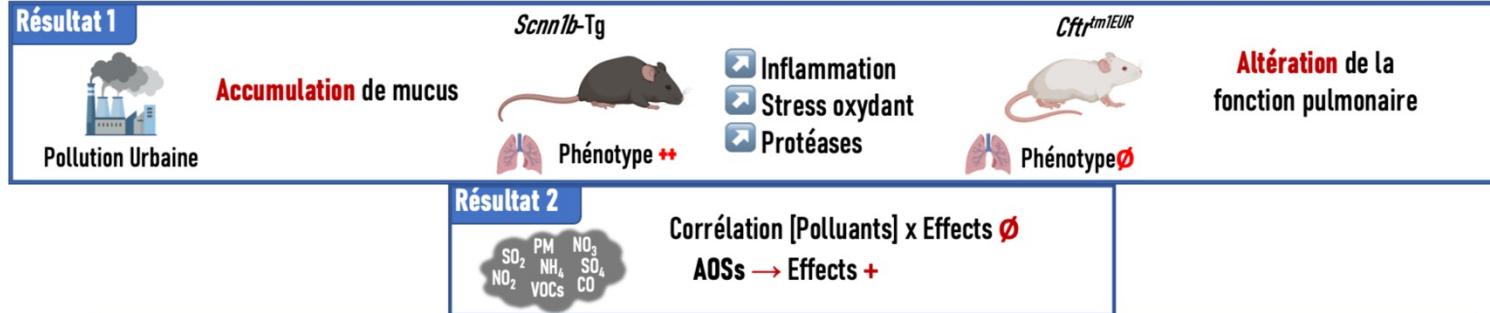 Résultat 1
Pollution Urbaine
Accumulation de mucus
Scnn1b-Tg
Phénotype ++
Inflammation
Stress oxydant
Protéases
Cftrtm1EUR
PhénotypeØ
Altération de la
fonction pulmonaire
Résultat 2
SO2 PM NO3
NO2 NH4 SO4
VOCs CO
Corrélation [Polluants] x Effects Ø
AOSs → Effects +